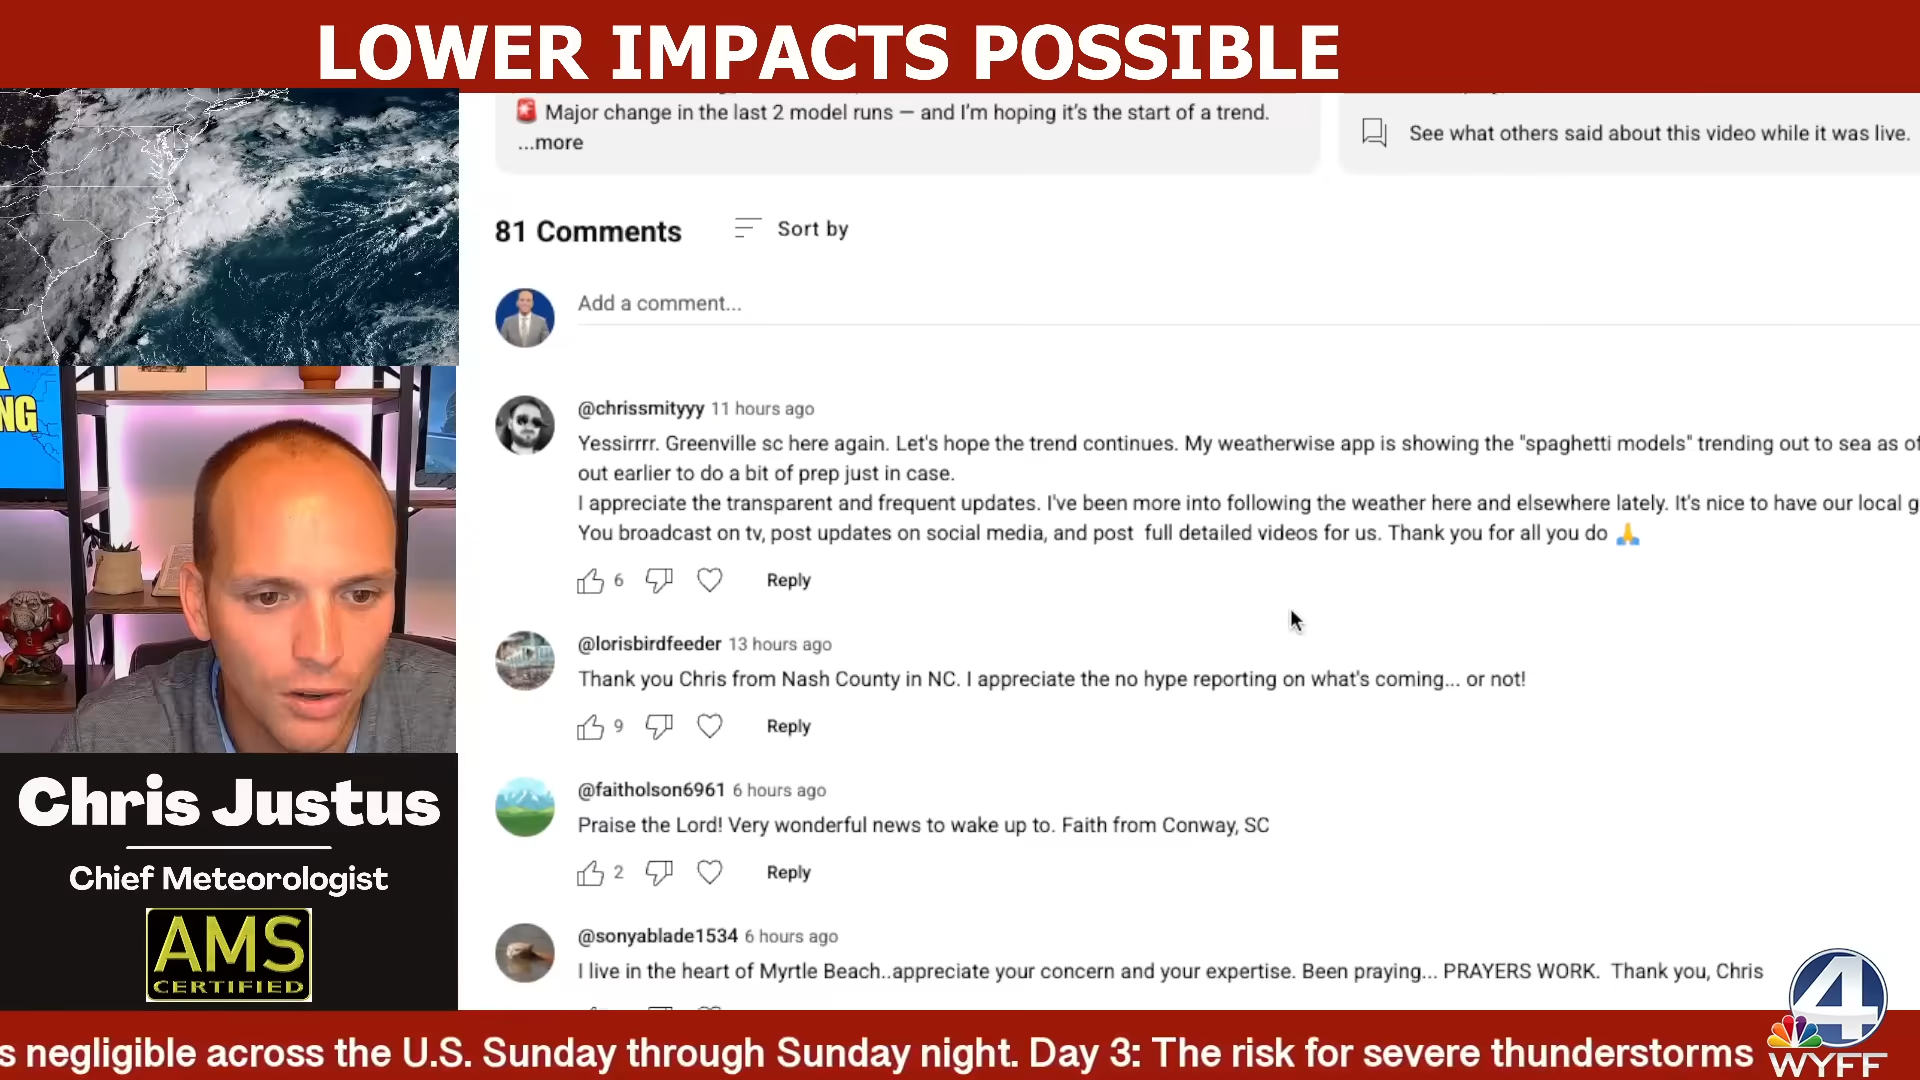 LOWER IMPACTS POSSIBLE
🚨 Major change in the last 2 model runs — and I'm hoping it's the start of a trend.
...more
See what others said about this video while it was live.
81 Comments
Sort by
Add a comment...
@chrissmityyy 11 hours ago
Yessirrrr. Greenville sc here again. Let's hope the trend continues. My weatherwise app is showing the "spaghetti models" trending out to sea as of
out earlier to do a bit of prep just in case.
I appreciate the transparent and frequent updates. I've been more into following the weather here and elsewhere lately. It's nice to have our local g
You broadcast on tv, post updates on social media, and post full detailed videos for us. Thank you for all you do 🙏
6 Reply
@lorisbirdfeeder 13 hours ago
Thank you Chris from Nash County in NC. I appreciate the no hype reporting on what's coming... or not!
9 Reply
@faitholson6961 6 hours ago
Praise the Lord! Very wonderful news to wake up to. Faith from Conway, SC
2 Reply
@sonyablade1534 6 hours ago
I live in the heart of Myrtle Beach..appreciate your concern and your expertise. Been praying... PRAYERS WORK. Thank you, Chris
NG
Chris Justus
Chief Meteorologist
AMS
CERTIFIED
s negligible across the U.S. Sunday through Sunday night. Day 3: The risk for severe thunderstorms
4
WYFF